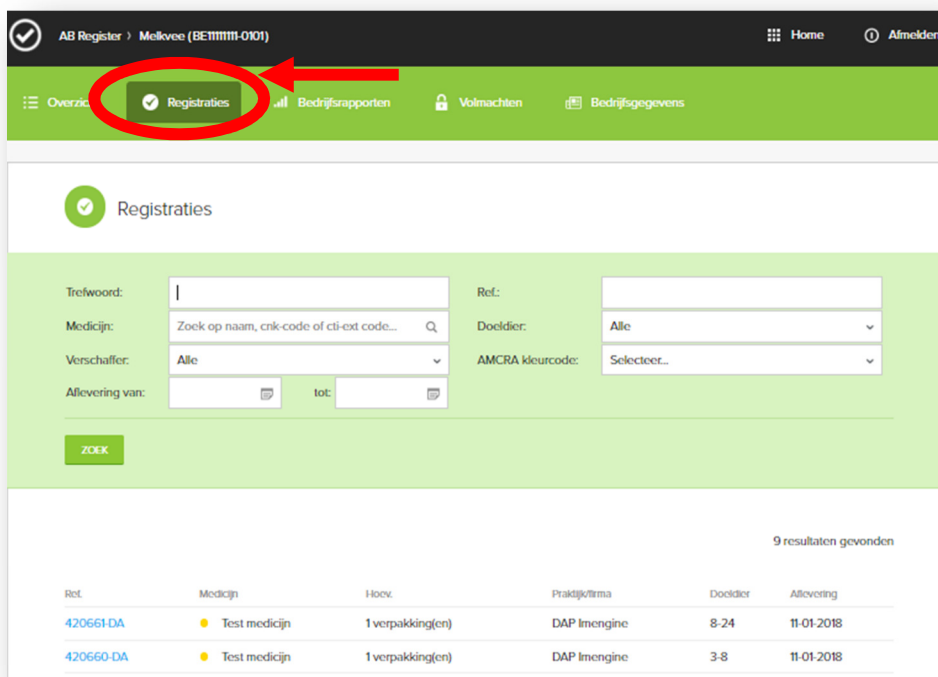 AB Register › Melkvee (BE11111111-0101) Home Afmelden
Registraties Bedrijfsrapporten Volmachten Bedrijfsgegevens
Registraties
Trefwoord: Ref.:
Medicijn: Zoek op naam, cnk-code of cti-ext code... Doeldier: Alle
Verschaffer: Alle AMCRA kleurcode: Selecteer...
Aflevering van: tot:
ZOEK
9 resultaten gevonden
Ref. Medicijn Hoev. Praktijk/firma Doeldier Aflevering
420661-DA Test medicijn 1 verpakking(en) DAP Imengine 8-24 11-01-2018
420660-DA Test medicijn 1 verpakking(en) DAP Imengine 3-8 11-01-2018